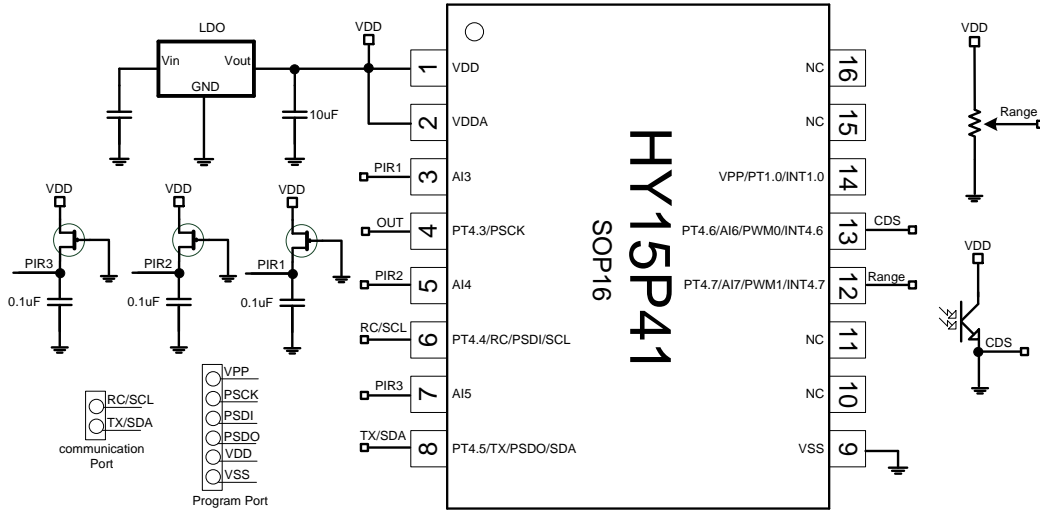 LDO
Vin
Vout
GND
10uF
VDD
VDD
PIR3
0.1uF
VDD
PIR2
0.1uF
VDD
PIR1
0.1uF
RC/SCL
TX/SDA
communication
Port
VPP
PSCK
PSDI
PSDO
VDD
VSS
Program Port
1
VDD
2
VDDA
PIR1
3
AI3
OUT
4
PT4.3/PSCK
PIR2
5
AI4
RC/SCL
6
PT4.4/RC/PSDI/SCL
PIR3
7
AI5
TX/SDA
8
PT4.5/TX/PSDO/SDA
HY15P41
SOP16
NC
16
NC
15
VPP/PT1.0/INT1.0
14
PT4.6/AI6/PWM0/INT4.6
13
CDS
PT4.7/AI7/PWM1/INT4.7
12
Range
NC
11
NC
10
VSS
9
VDD
Range
VDD
CDS